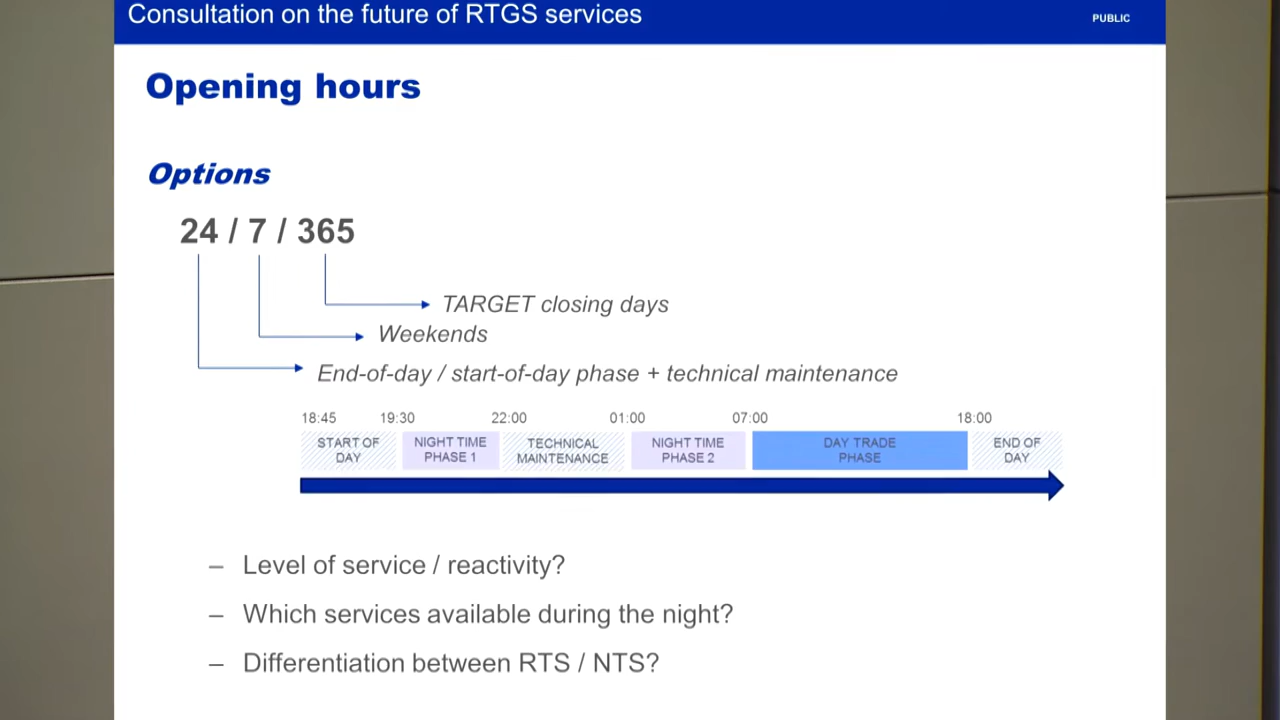 Consultation on the future of RTGS services
PUBLIC
Opening hours
Options
24 / 7 / 365
TARGET closing days
Weekends
End-of-day / start-of-day phase + technical maintenance
18:45 19:30 22:00 01:00 07:00 18:00
START OF DAY
NIGHT TIME PHASE 1
TECHNICAL MAINTENANCE
NIGHT TIME PHASE 2
DAY TRADE PHASE
END OF DAY
– Level of service / reactivity?
– Which services available during the night?
– Differentiation between RTS / NTS?